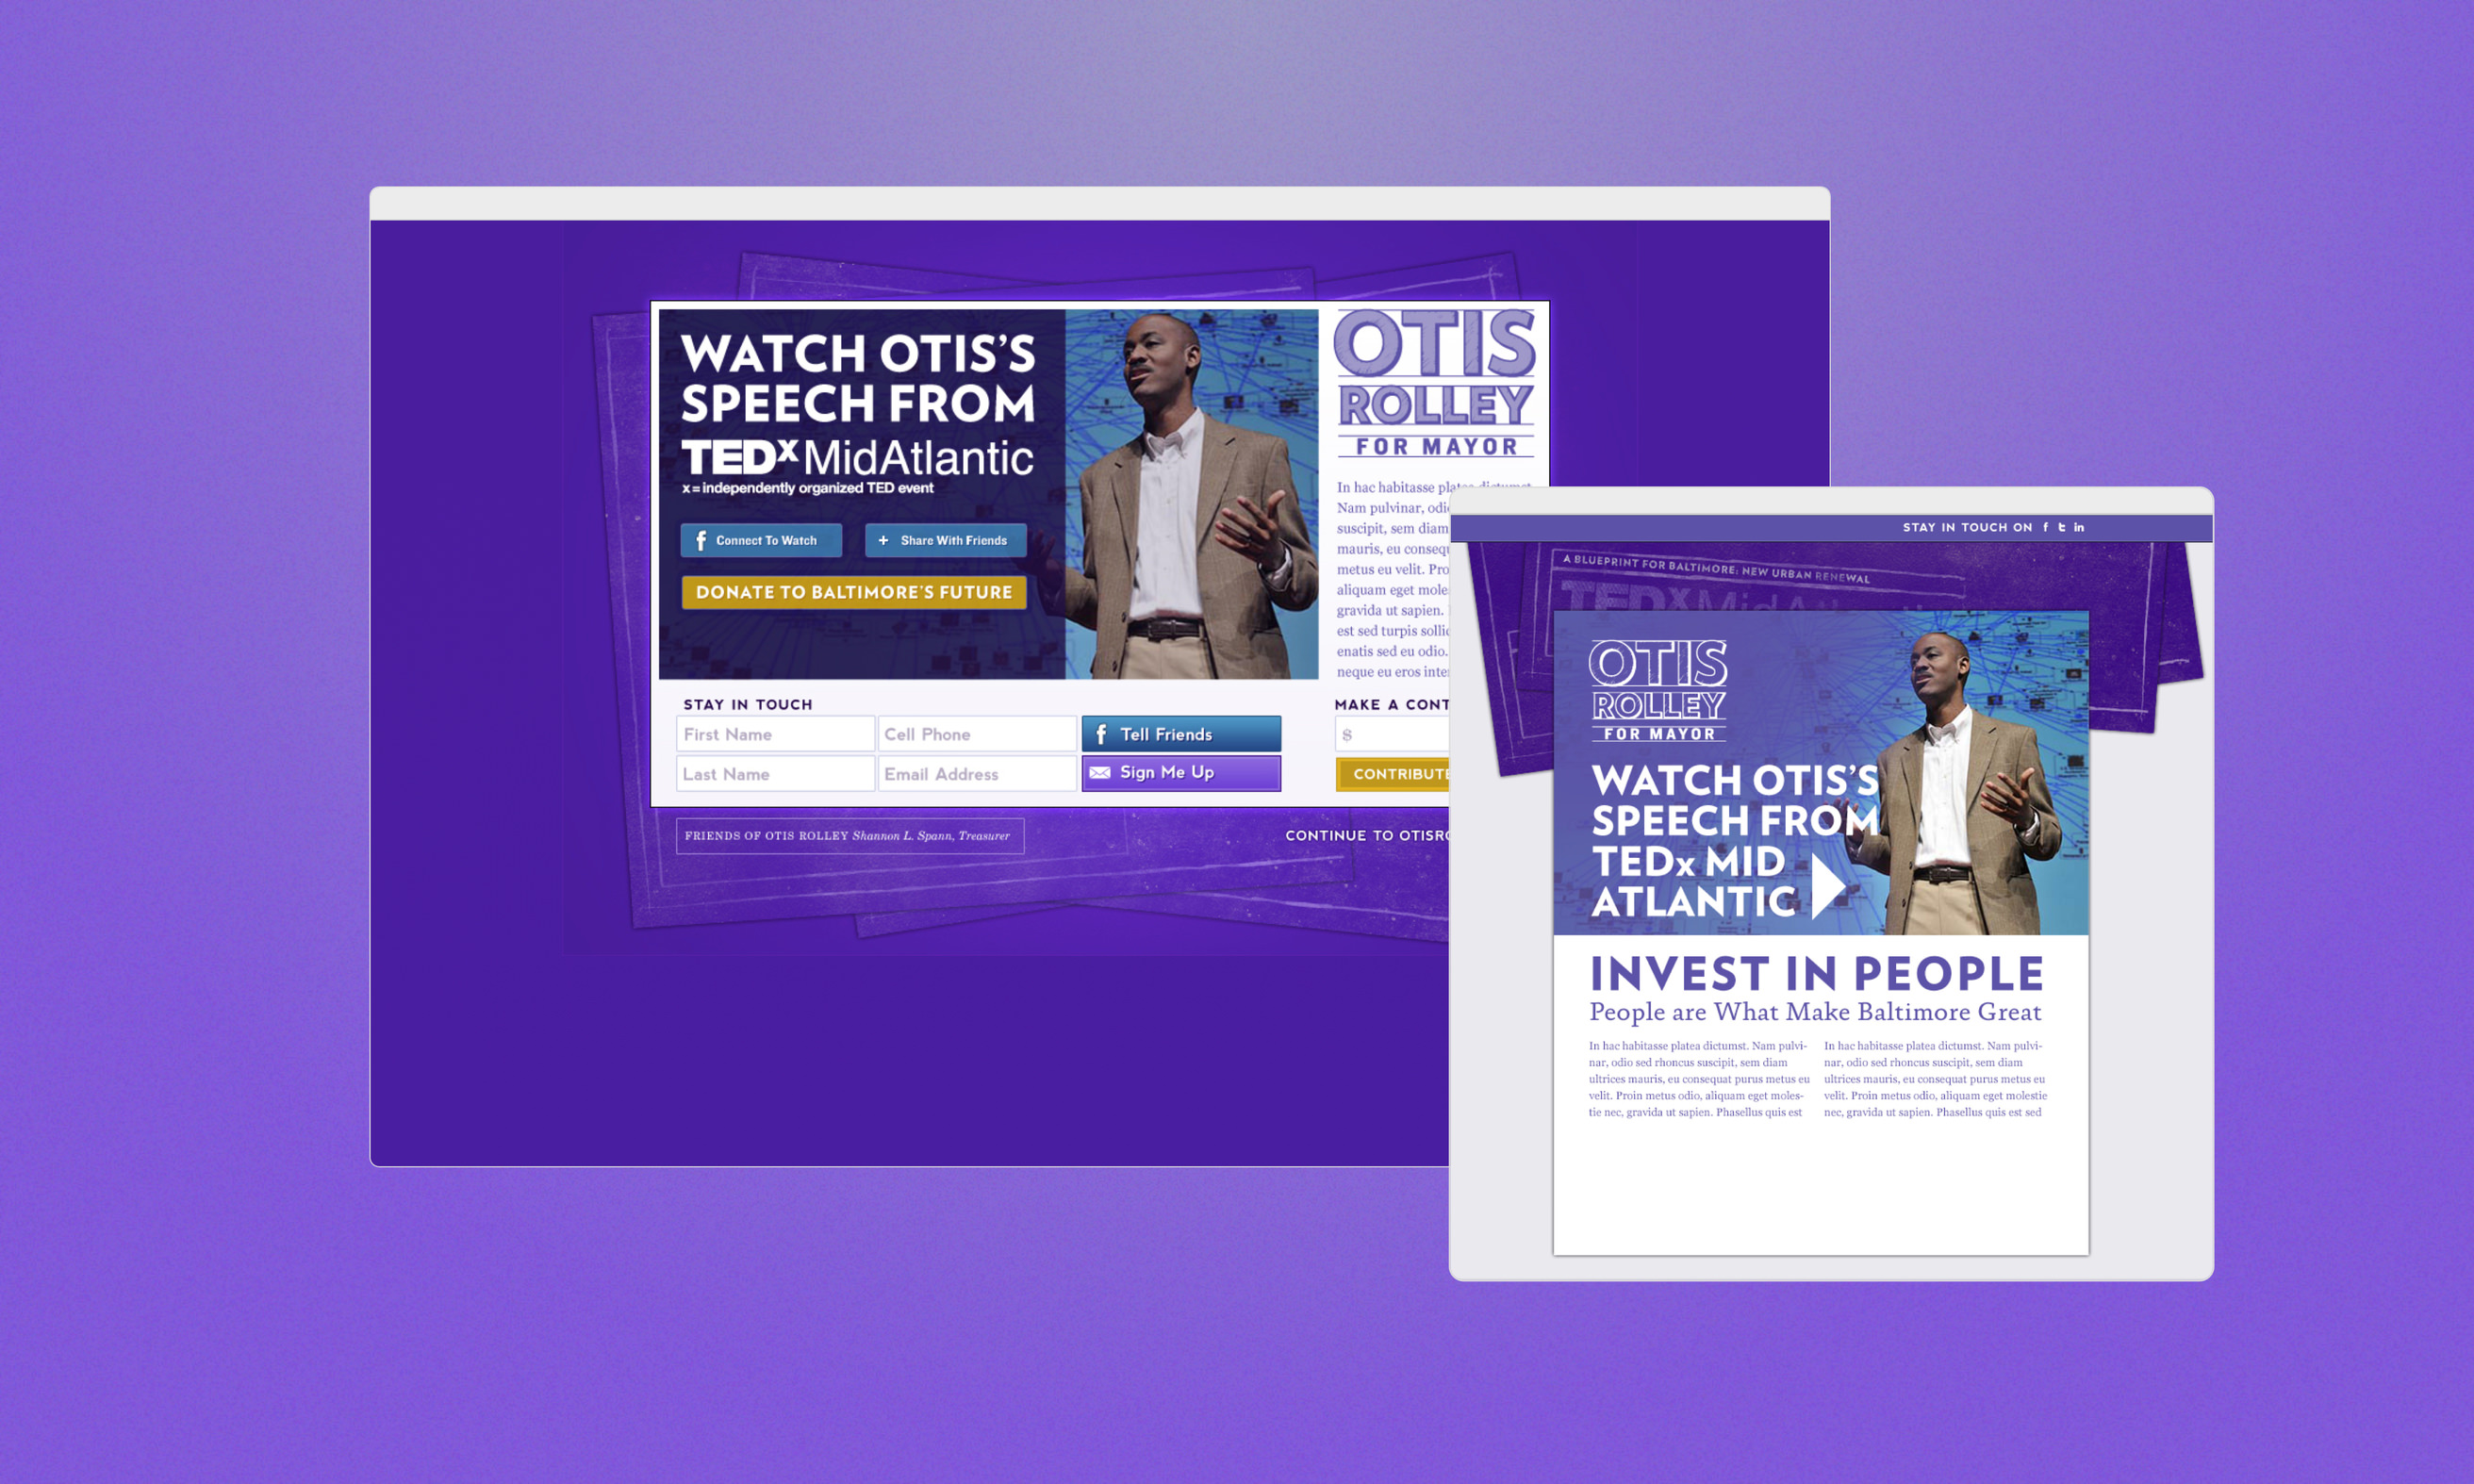 WATCH OTIS'S
SPEECH FROM
TEDx MidAtlantic
x=independently organized TED event
f Connect To Watch
+ Share With Friends
DONATE TO BALTIMORE'S FUTURE
OTIS
ROLLEY
FOR MAYOR
In hac habitasse platea dictumst.
Nam pulvinar,
suscipit, sem diam
mauris, eu
metus eu velit.
aliquam eget
gravida ut sapien.
est sed turpis
enatis sed eu odio.
neque eu eros
STAY IN TOUCH
First Name
Cell Phone
f Tell Friends
Last Name
Email Address
Sign Me Up
MAKE A CONT
$
CONTRIBUTE
FRIENDS OF OTIS ROLLEY Shannon L. Spann, Treasurer
CONTINUE TO OTISRO
STAY IN TOUCH ON f t in
A BLUEPRINT FOR BALTIMORE: NEW URBAN RENEWAL
TEDxMidAtlantic
OTIS
ROLLEY
FOR MAYOR
WATCH OTIS'S
SPEECH FROM
TEDx MID
ATLANTIC
INVEST IN PEOPLE
People are What Make Baltimore Great
In hac habitasse platea dictumst. Nam pulvi-
nar, odio sed rhoncus suscipit, sem diam
ultrices mauris, eu consequat purus metus eu
velit. Proin metus odio, aliquam eget moles-
tie nec, gravida ut sapien. Phasellus quis est
In hac habitasse platea dictumst. Nam pulvi-
nar, odio sed rhoncus suscipit, sem diam
ultrices mauris, eu consequat purus metus eu
velit. Proin metus odio, aliquam eget molestie
nec, gravida ut sapien. Phasellus quis est sed